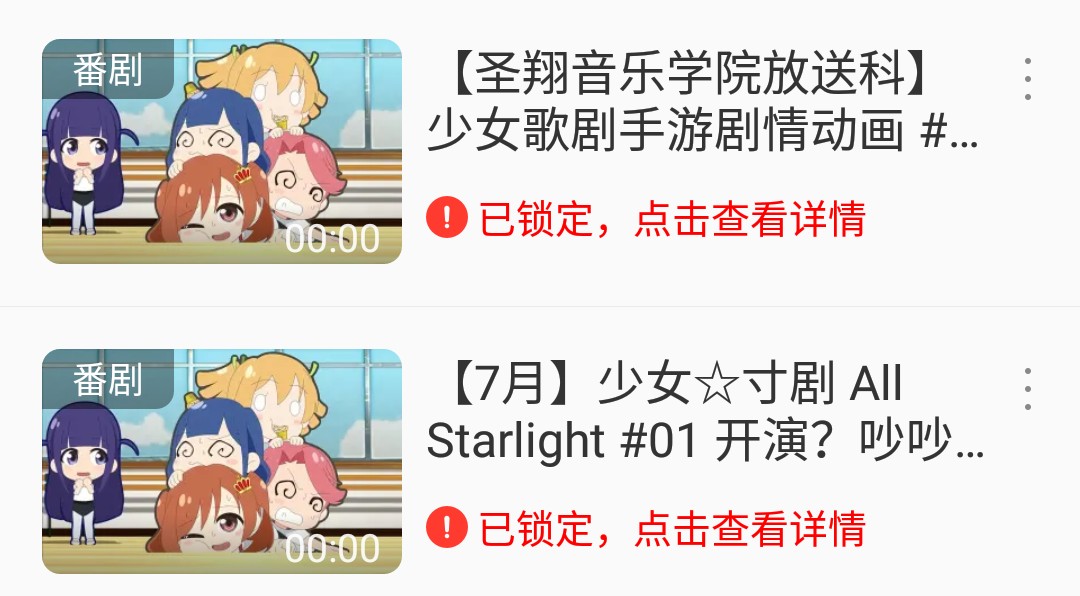 番剧
00:00
【圣翔音乐学院放送科】
少女歌剧手游剧情动画 #...
已锁定，点击查看详情
番剧
00:00
【7月】少女☆寸剧 All
Starlight #01 开演？吵吵...
已锁定，点击查看详情